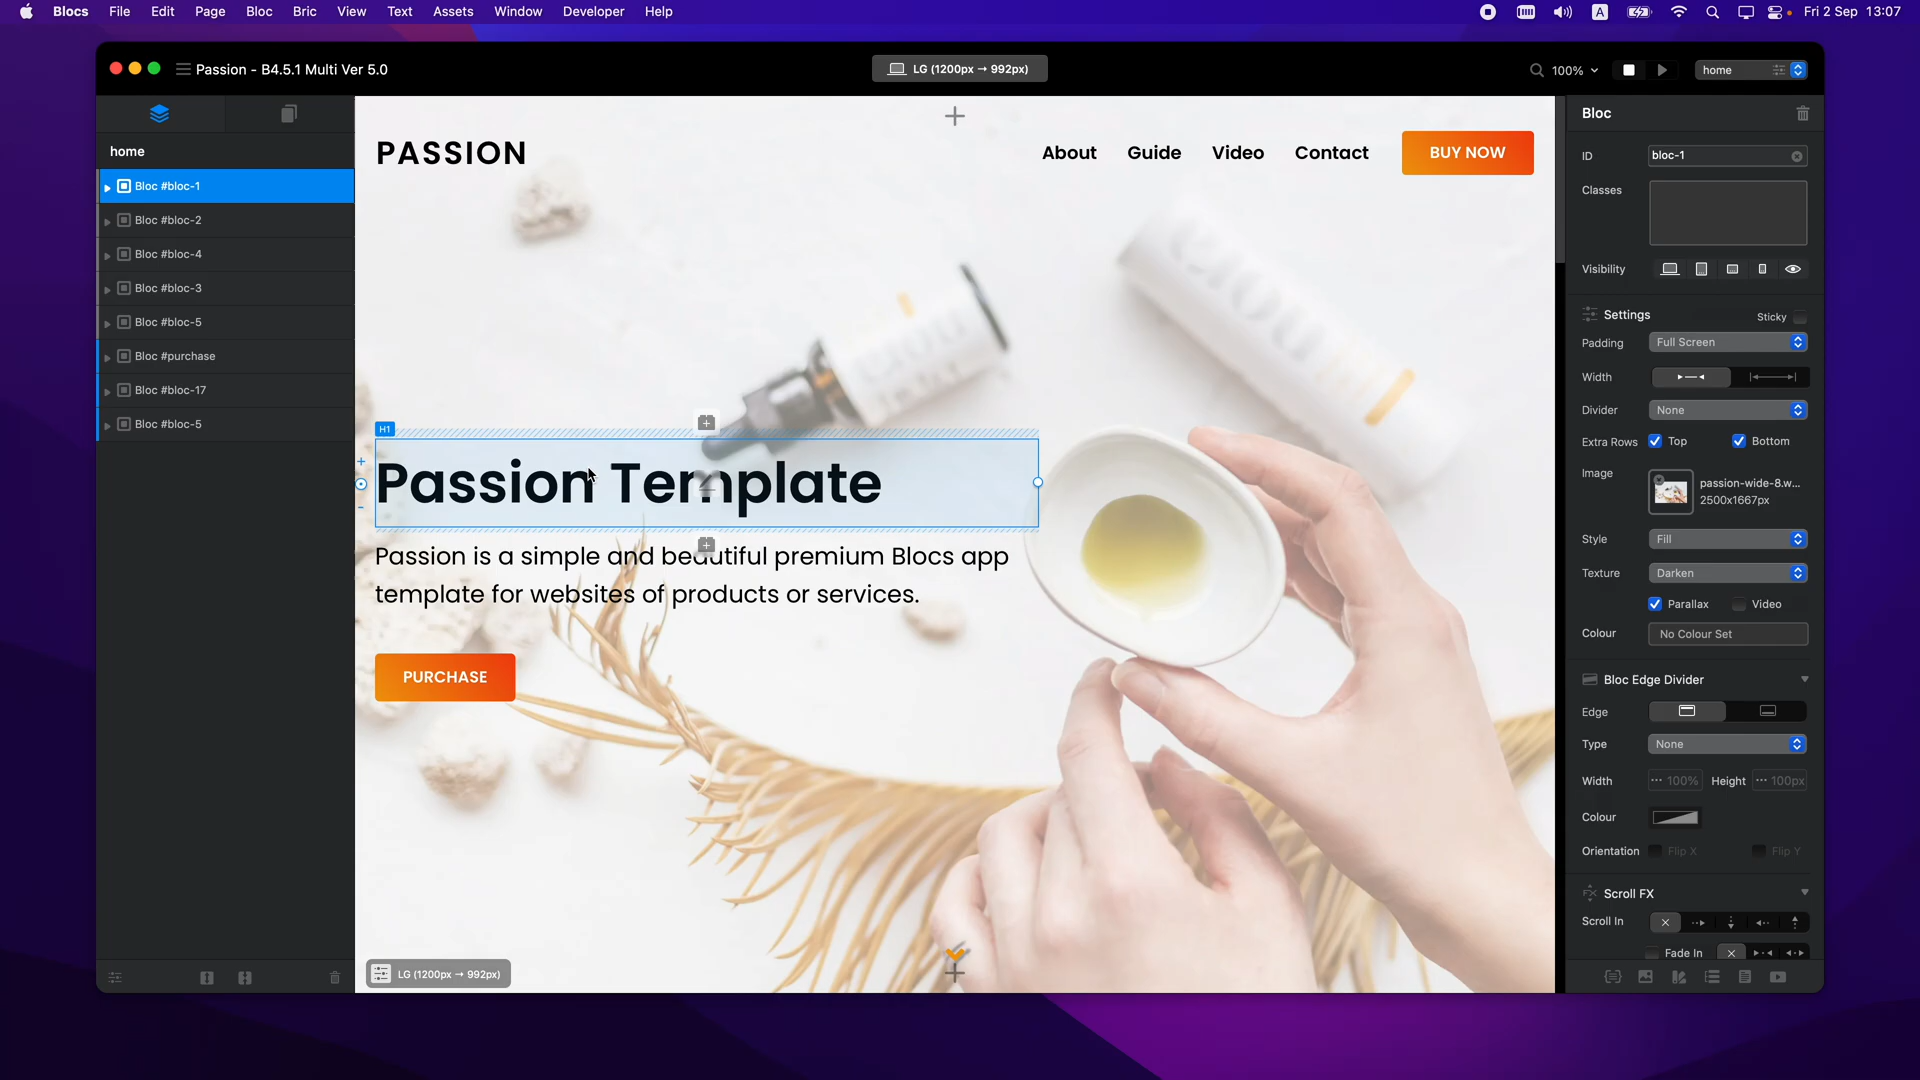 Blocs File Edit Page Bloc Bric View Text Assets Window Developer Help A Fri 2 Sep 13:07
Passion - B4.5.1 Multi Ver 5.0
LG (1200px → 992px)
100%
home
home
Bloc #bloc-1
Bloc #bloc-2
Bloc #bloc-4
Bloc #bloc-3
Bloc #bloc-5
Bloc #purchase
Bloc #bloc-17
Bloc #bloc-5
PASSION
About Guide Video Contact BUY NOW
H1
Passion Template
Passion is a simple and beautiful premium Blocs app
template for websites of products or services.
PURCHASE
LG (1200px → 992px)
Bloc
ID bloc-1
Classes
Visibility
Settings Sticky
Padding Full Screen
Width
Divider None
Extra Rows Top Bottom
Image passion-wide-8.w...
2500x1667px
Style Fill
Texture Darken
Parallax Video
Colour No Colour Set
Bloc Edge Divider
Edge
Type None
Width 100% Height 100px
Colour
Orientation Flip X Flip Y
Scroll FX
Scroll In
Fade In